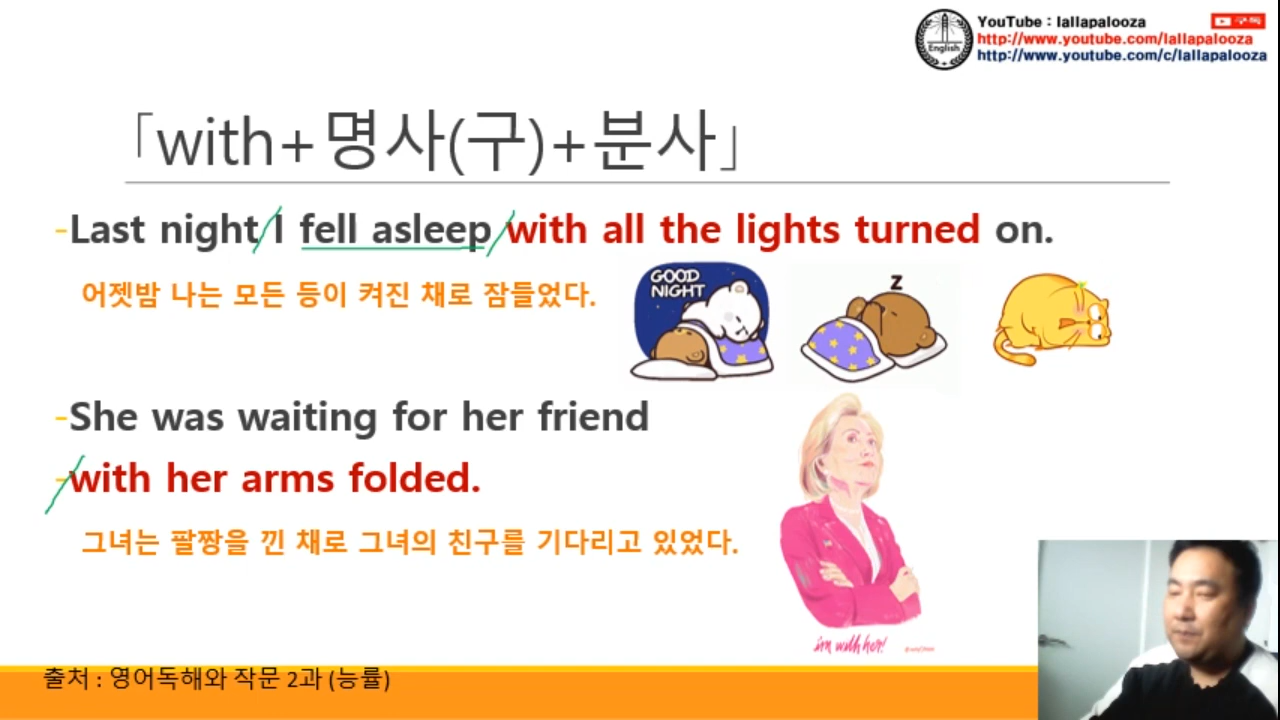 YouTube : lallapalooza
구독
http://www.youtube.com/lallapalooza
English
http://www.youtube.com/c/lallapalooza
「with+명사(구)+분사」
-Last night I fell asleep with all the lights turned on.
어젯밤 나는 모든 등이 켜진 채로 잠들었다.
GOOD
NIGHT
Z
-She was waiting for her friend
-with her arms folded.
그녀는 팔짱을 낀 채로 그녀의 친구를 기다리고 있었다.
i'm with her!
출처 : 영어독해와 작문 2과 (능률)